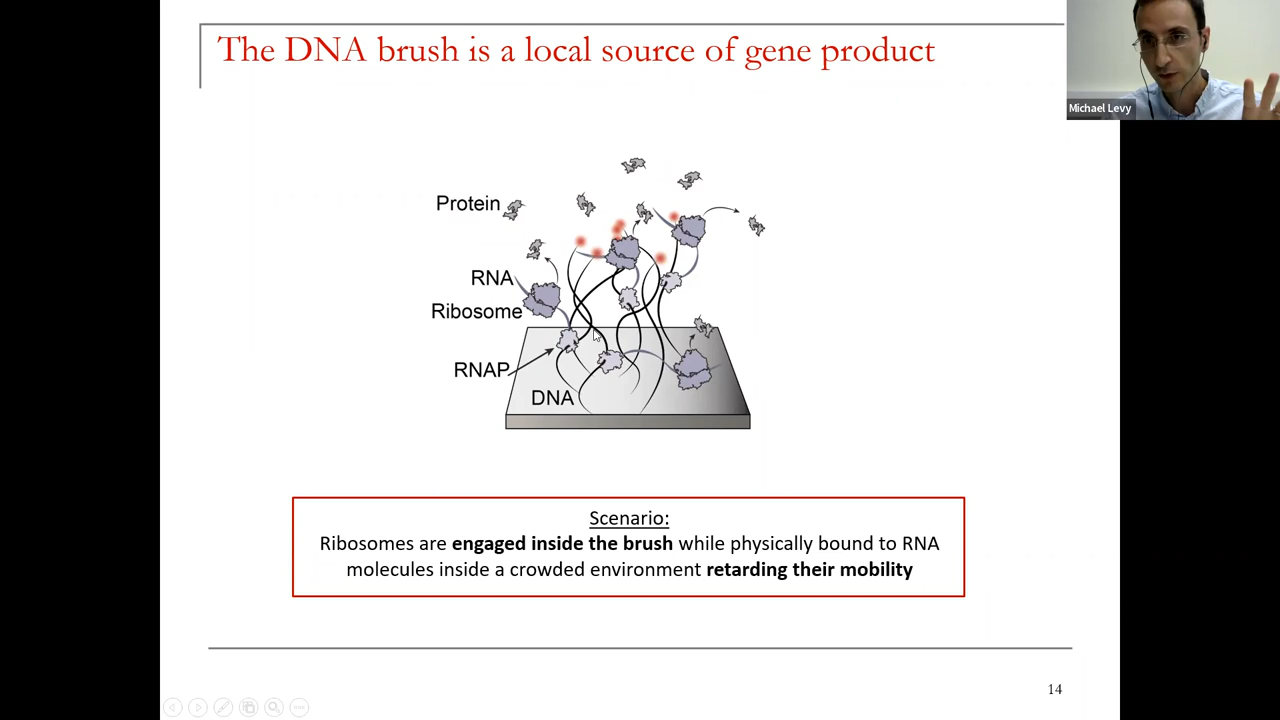 The DNA brush is a local source of gene product
Michael Levy
Protein
RNA
Ribosome
RNAP
DNA
Scenario:
Ribosomes are engaged inside the brush while physically bound to RNA
molecules inside a crowded environment retarding their mobility
14